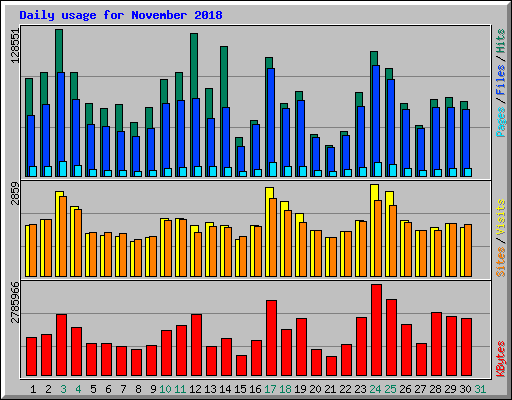 Daily usage for November 2018
128551
Pages / Files / Hits
2859
Sites / Visits
2785966
KBytes
1 2 3 4 5 6 7 8 9 10 11 12 13 14 15 16 17 18 19 20 21 22 23 24 25 26 27 28 29 30 31